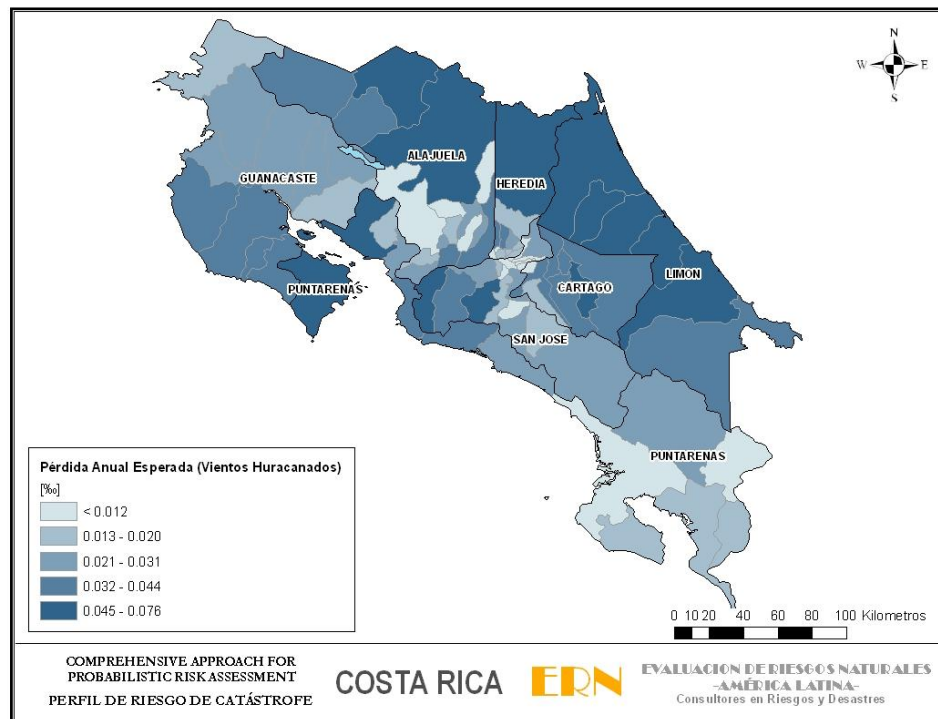 N
W E
S
ALAJUELA
HEREDIA
GUANACASTE
LIMON
CARTAGO
PUNTARENAS
SAN JOSE
PUNTARENAS
Pérdida Anual Esperada (Vientos Huracanados)
[‰]
< 0.012
0.013 - 0.020
0.021 - 0.031
0.032 - 0.044
0.045 - 0.076
0 10 20 40 60 80 100 Kilometros
COMPREHENSIVE APPROACH FOR
PROBABILISTIC RISK ASSESSMENT
PERFIL DE RIESGO DE CATÁSTROFE
COSTA RICA
ERN
EVALUACION DE RIESGOS NATURALES
-AMÉRICA LATINA-
Consultores en Riesgos y Desastres